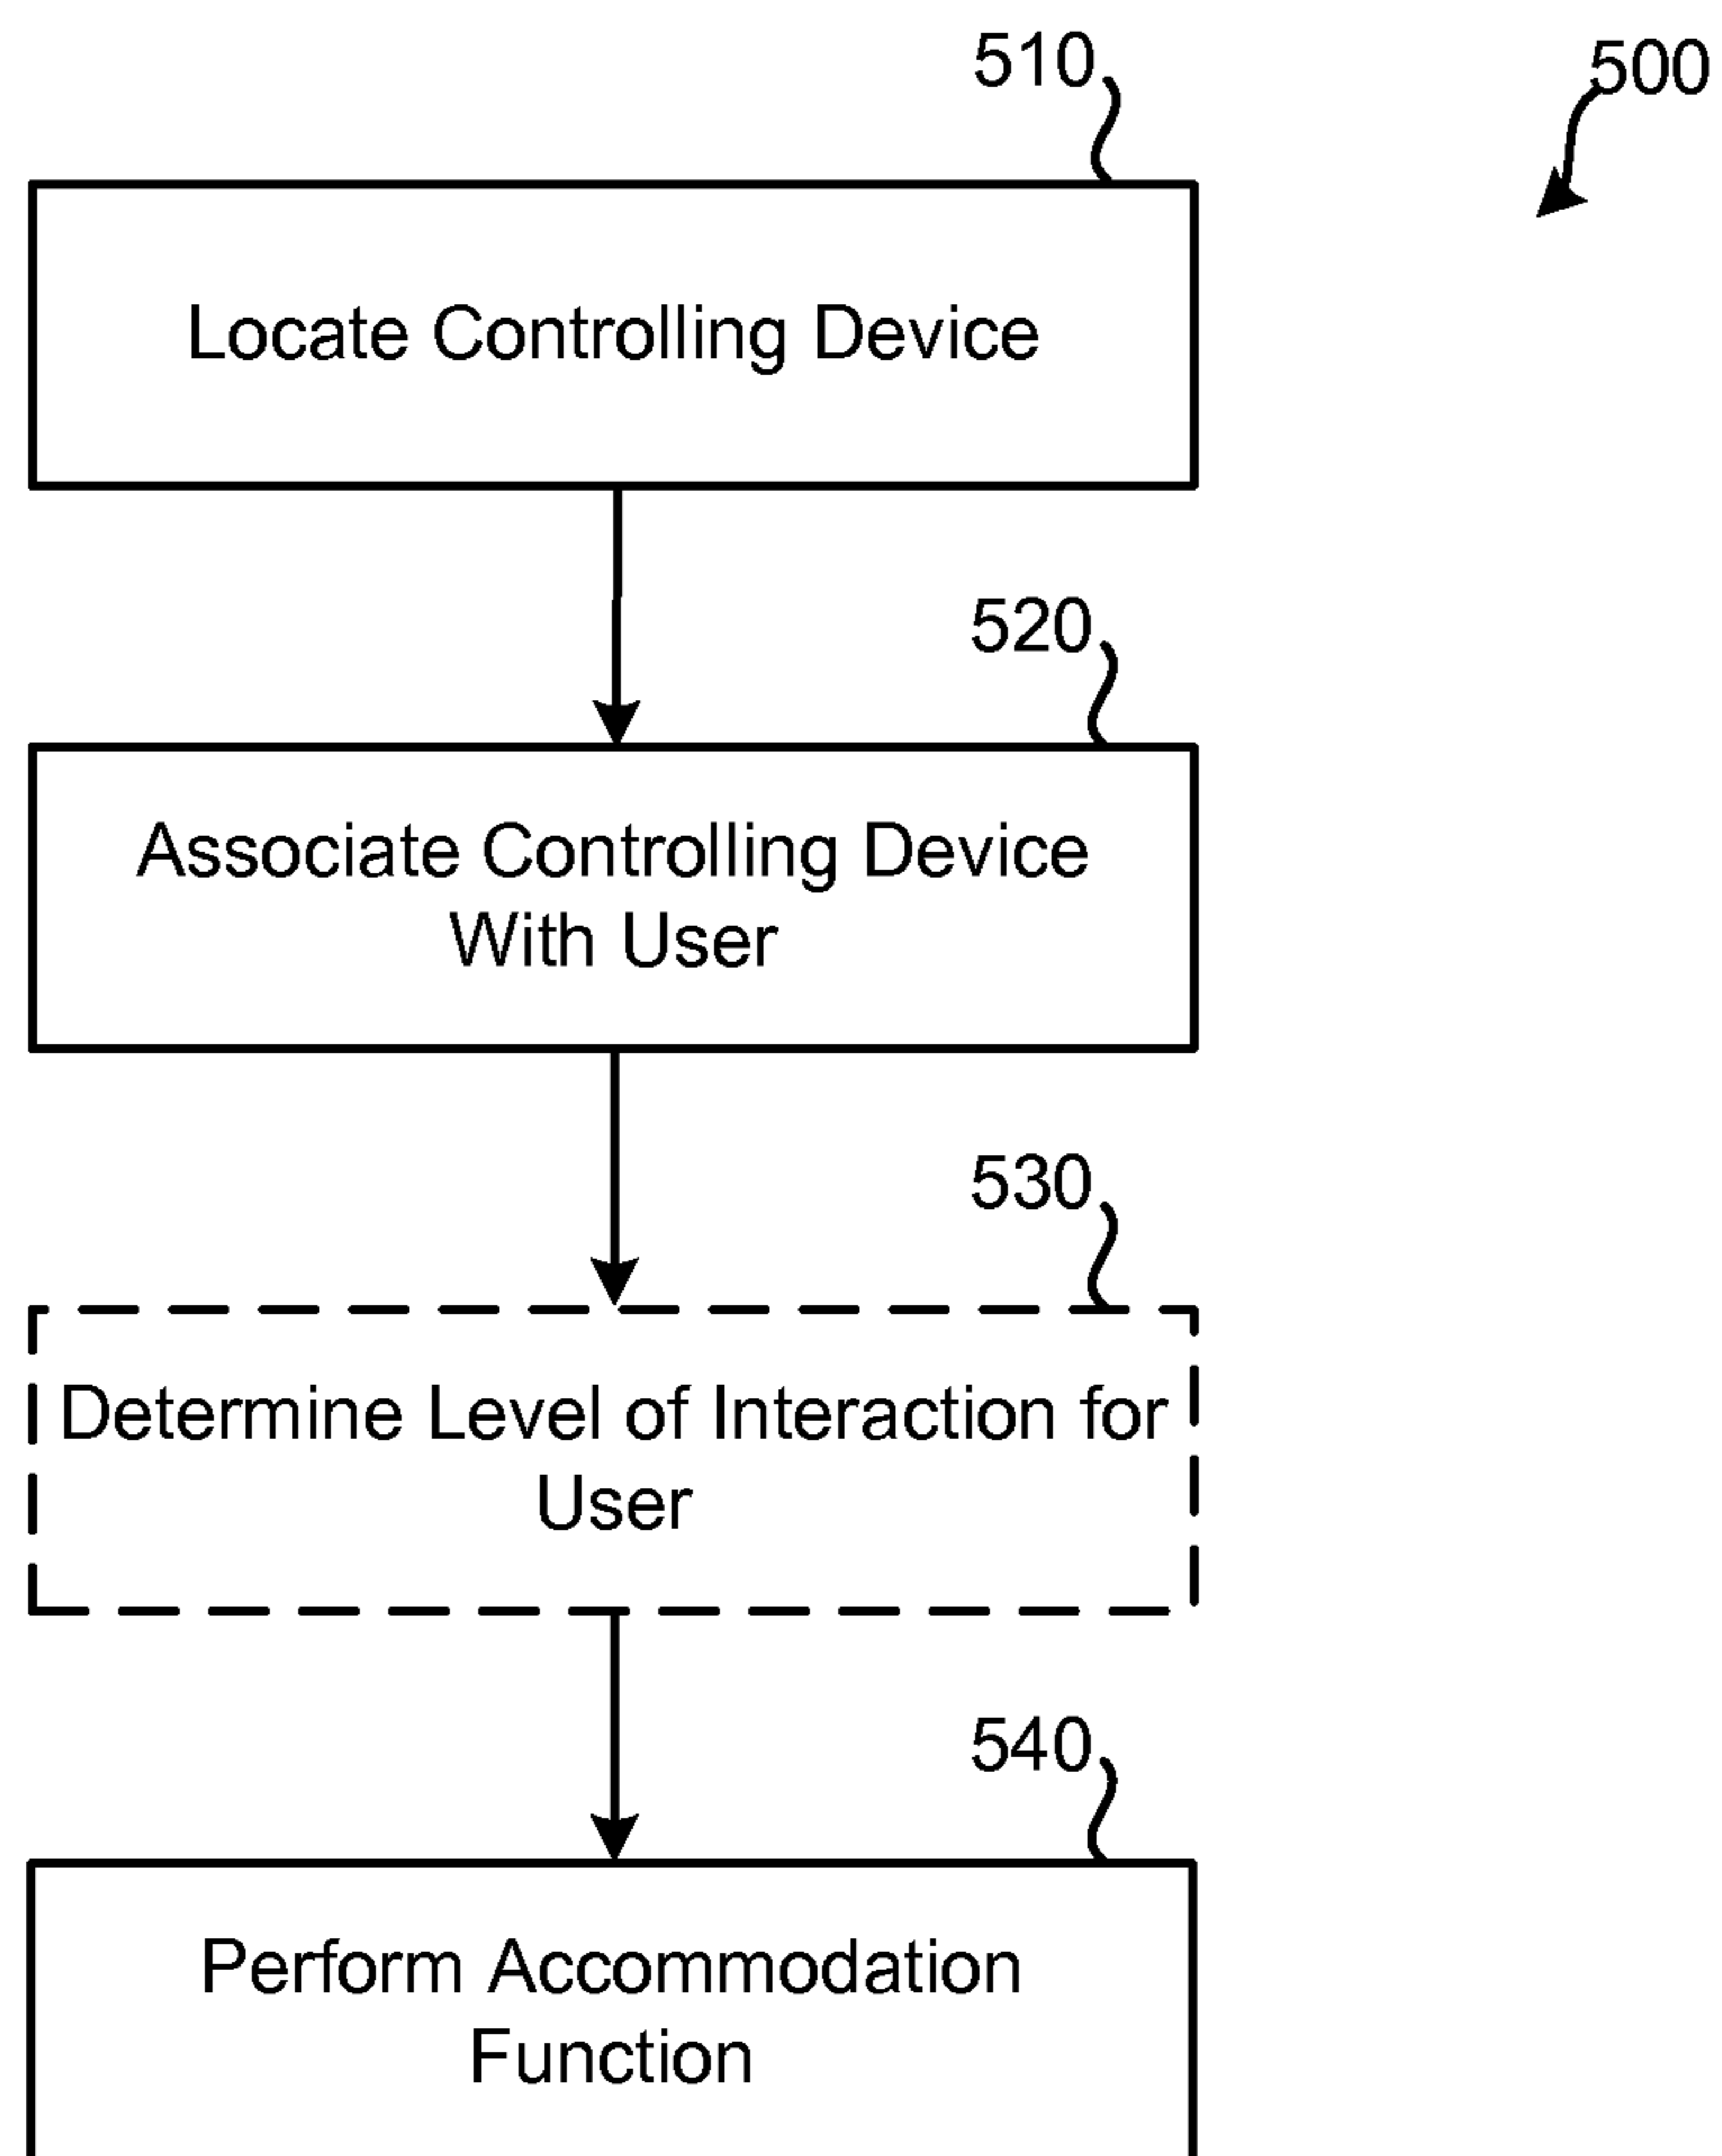 510
500
Locate Controlling Device
520
Associate Controlling Device
With User
530
Determine Level of Interaction for
User
540
Perform Accommodation
Function